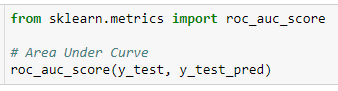 from sklearn.metrics import roc_auc_score
# Area Under Curve
roc_auc_score(y_test, y_test_pred)